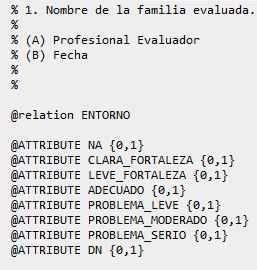 % 1. Nombre de la familia evaluada.
%
% (A) Profesional Evaluador
% (B) Fecha
%
%
@relation ENTORNO
@ATTRIBUTE NA {0,1}
@ATTRIBUTE CLARA_FORTALEZA {0,1}
@ATTRIBUTE LEVE_FORTALEZA {0,1}
@ATTRIBUTE ADECUADO {0,1}
@ATTRIBUTE PROBLEMA_LEVE {0,1}
@ATTRIBUTE PROBLEMA_MODERADO {0,1}
@ATTRIBUTE PROBLEMA_SERIO {0,1}
@ATTRIBUTE DN {0,1}